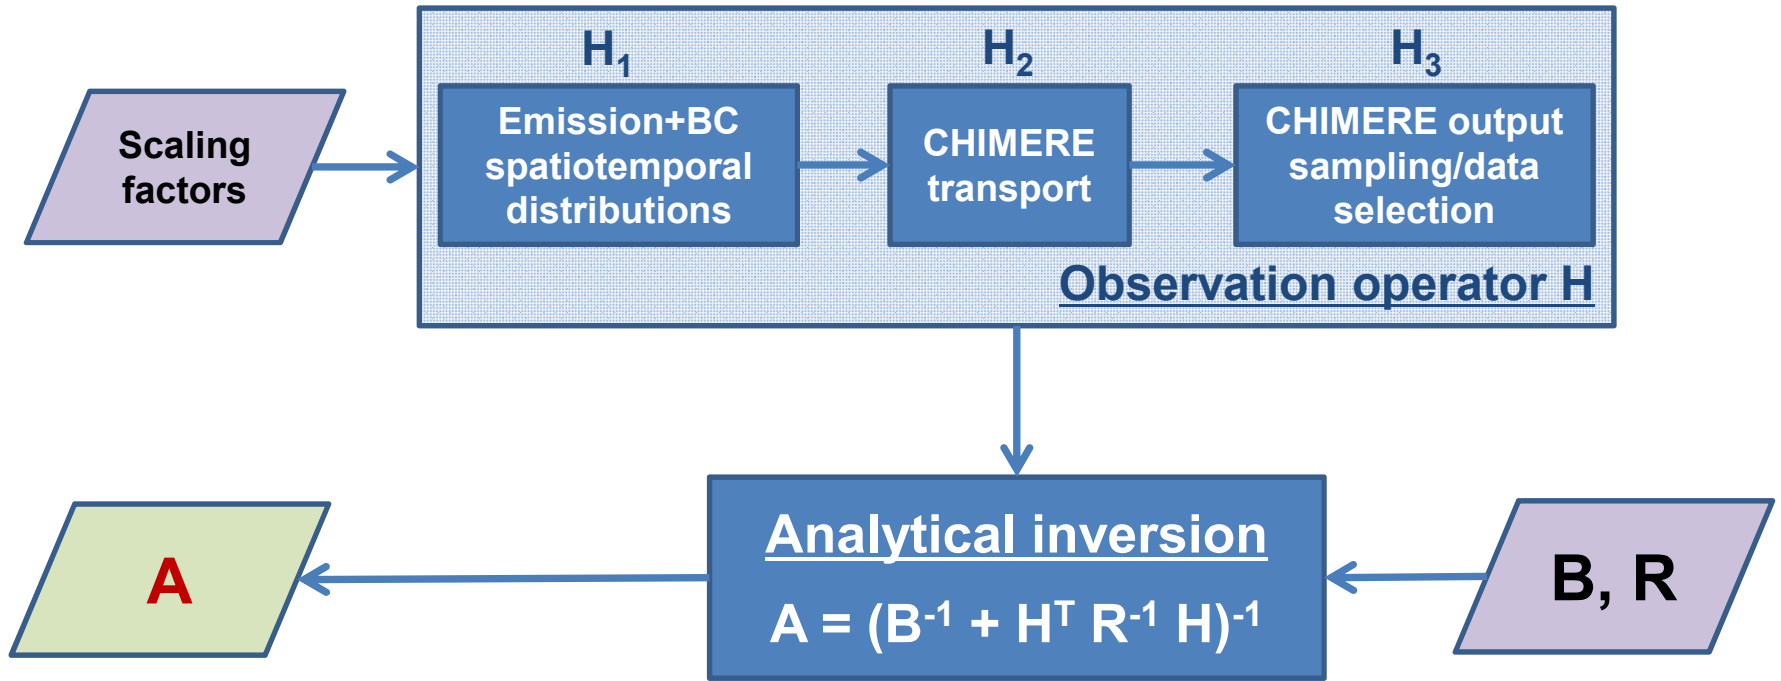 H₁
H₂
H₃
Scaling
factors
Emission+BC
spatiotemporal
distributions
CHIMERE
transport
CHIMERE output
sampling/data
selection
Observation operator H
Analytical inversion
A = (B⁻¹ + Hᵀ R⁻¹ H)⁻¹
A
B, R